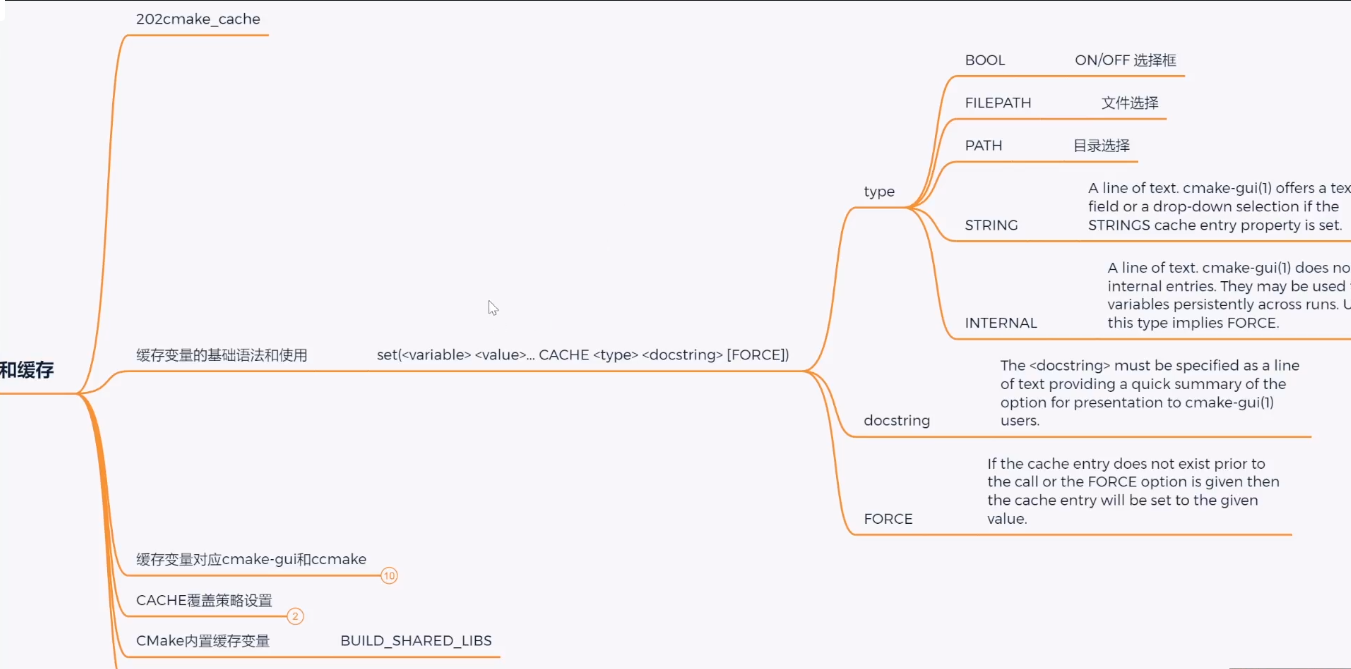 202cmake_cache
和缓存
缓存变量的基础语法和使用
set(<variable> <value>... CACHE <type> <docstring> [FORCE])
type
BOOL ON/OFF 选择框
FILEPATH 文件选择
PATH 目录选择
STRING
A line of text. cmake-gui(1) offers a
field or a drop-down selection if the
STRINGS cache entry property is set.
INTERNAL
A line of text. cmake-gui(1) does
internal entries. They may be used
variables persistently across runs.
this type implies FORCE.
docstring
The <docstring> must be specified as a line
of text providing a quick summary of the
option for presentation to cmake-gui(1)
users.
FORCE
If the cache entry does not exist prior to
the call or the FORCE option is given then
the cache entry will be set to the given
value.
缓存变量对应cmake-gui和ccmake
10
CACHE覆盖策略设置
2
CMake内置缓存变量 BUILD_SHARED_LIBS